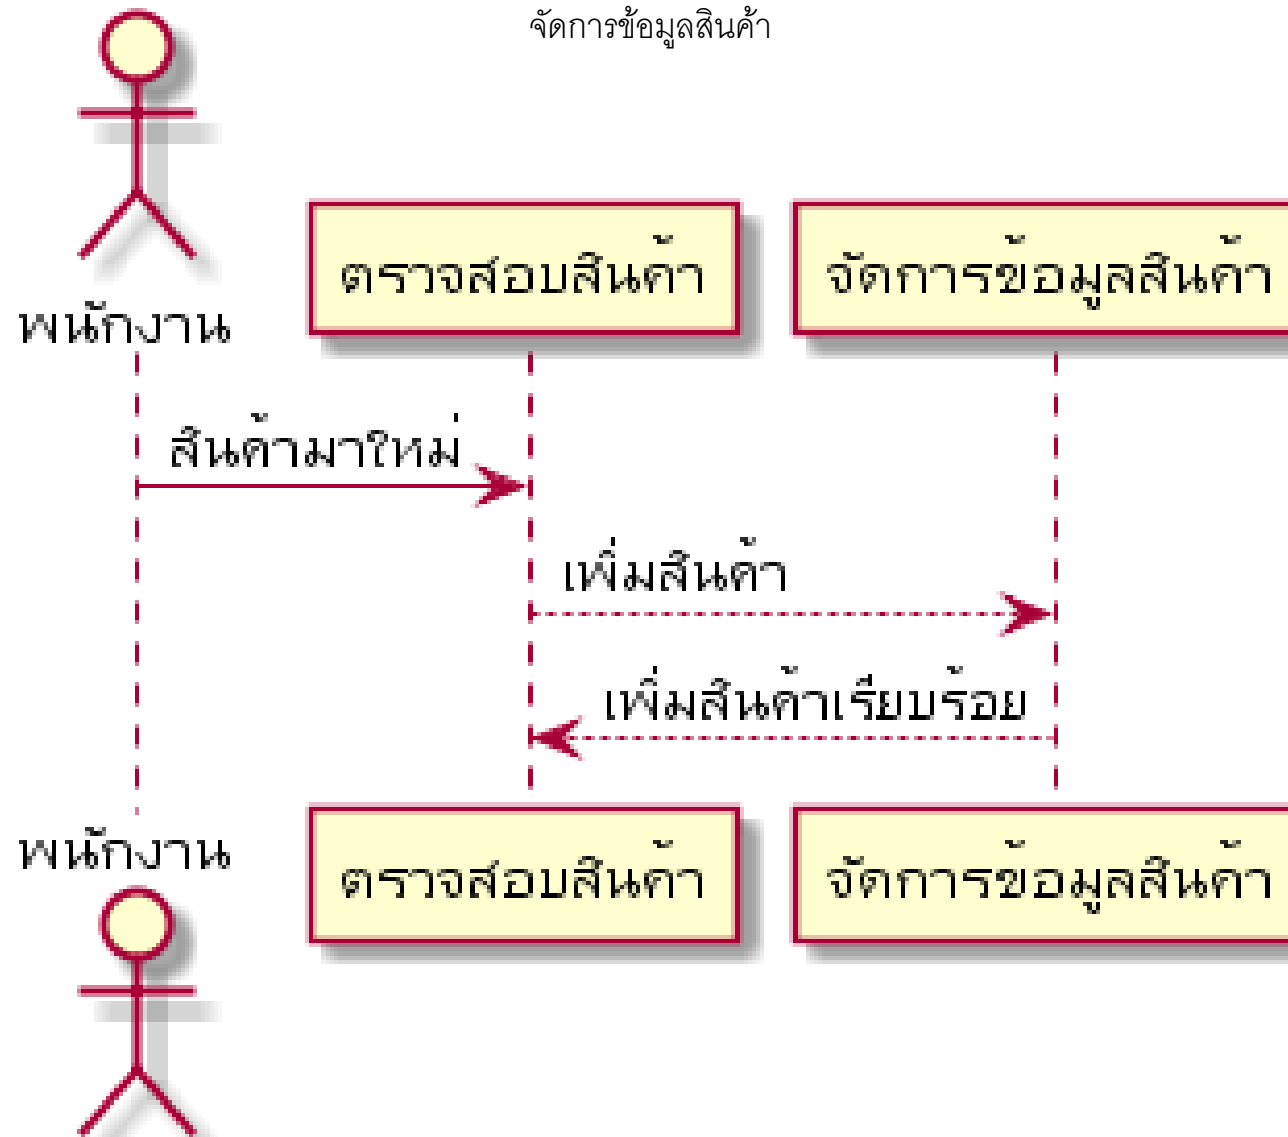 จัดการข้อมูลสินค้า
ตรวจสอบสินค้า
จัดการข้อมูลสินค้า
พนักงาน
สินค้ามาใหม่
เพิ่มสินค้า
เพิ่มสินค้าเรียบร้อย
พนักงาน
ตรวจสอบสินค้า
จัดการข้อมูลสินค้า